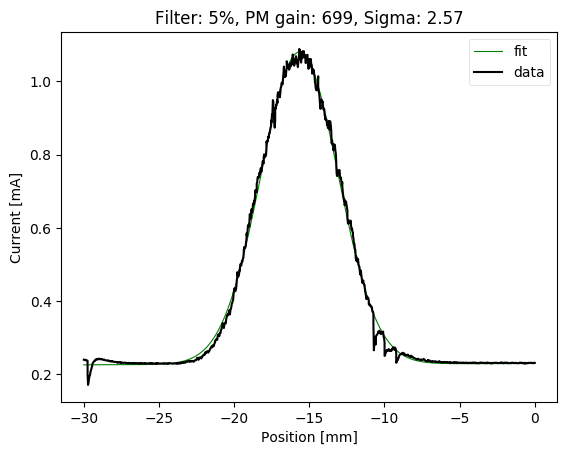 Filter: 5%, PM gain: 699, Sigma: 2.57
fit
data
1.0
0.8
0.6
0.4
0.2
Current [mA]
−30
−25
−20
−15
−10
−5
0
Position [mm]